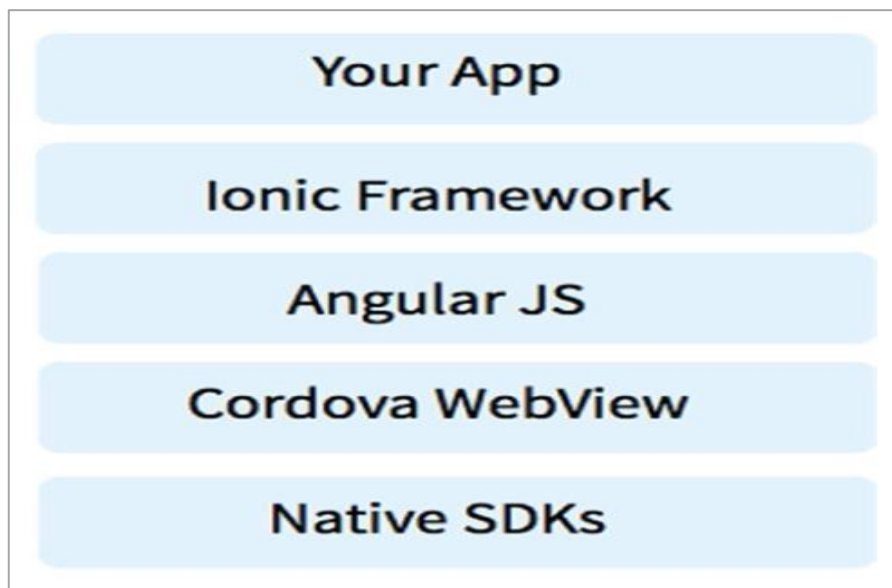 Your App
Ionic Framework
Angular JS
Cordova WebView
Native SDKs